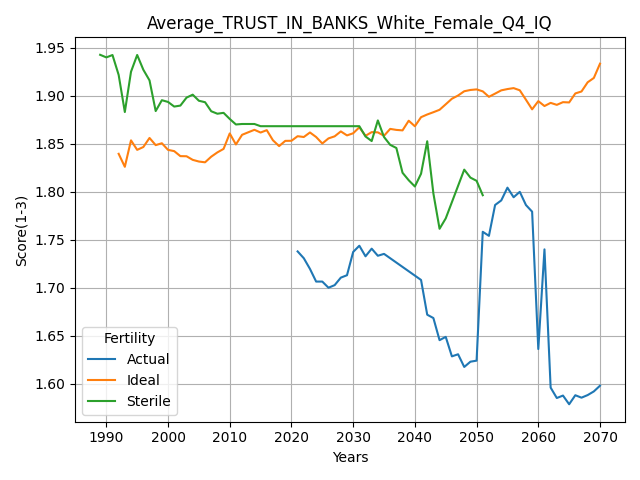 Average_TRUST_IN_BANKS_White_Female_Q4_IQ
Score(1-3)
1.95
1.90
1.85
1.80
1.75
1.70
1.65
1.60
Fertility
Actual
Ideal
Sterile
1990 2000 2010 2020 2030 2040 2050 2060 2070
Years